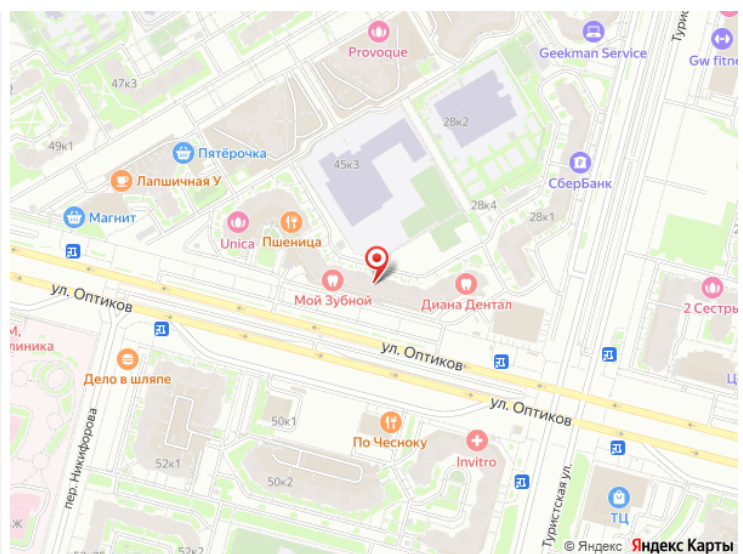 Provoque
Geekman Service
Gw fitne
47к3
49к1
Пятёрочка
28к2
45к3
Лапшичная У
СберБанк
Магнит
28к4
28к1
Unica
Пшеница
Мой Зубной
Диана Дентал
2 Сестры
ул. Оптиков
ул. Оптиков
М,
линика
Дело в шляпе
ул. Оптиков
50к1
По Чесноку
Invitro
пер. Никифорова
52к1
50к2
Туристская ул.
ТЦ
© Яндекс Яндекс Карты